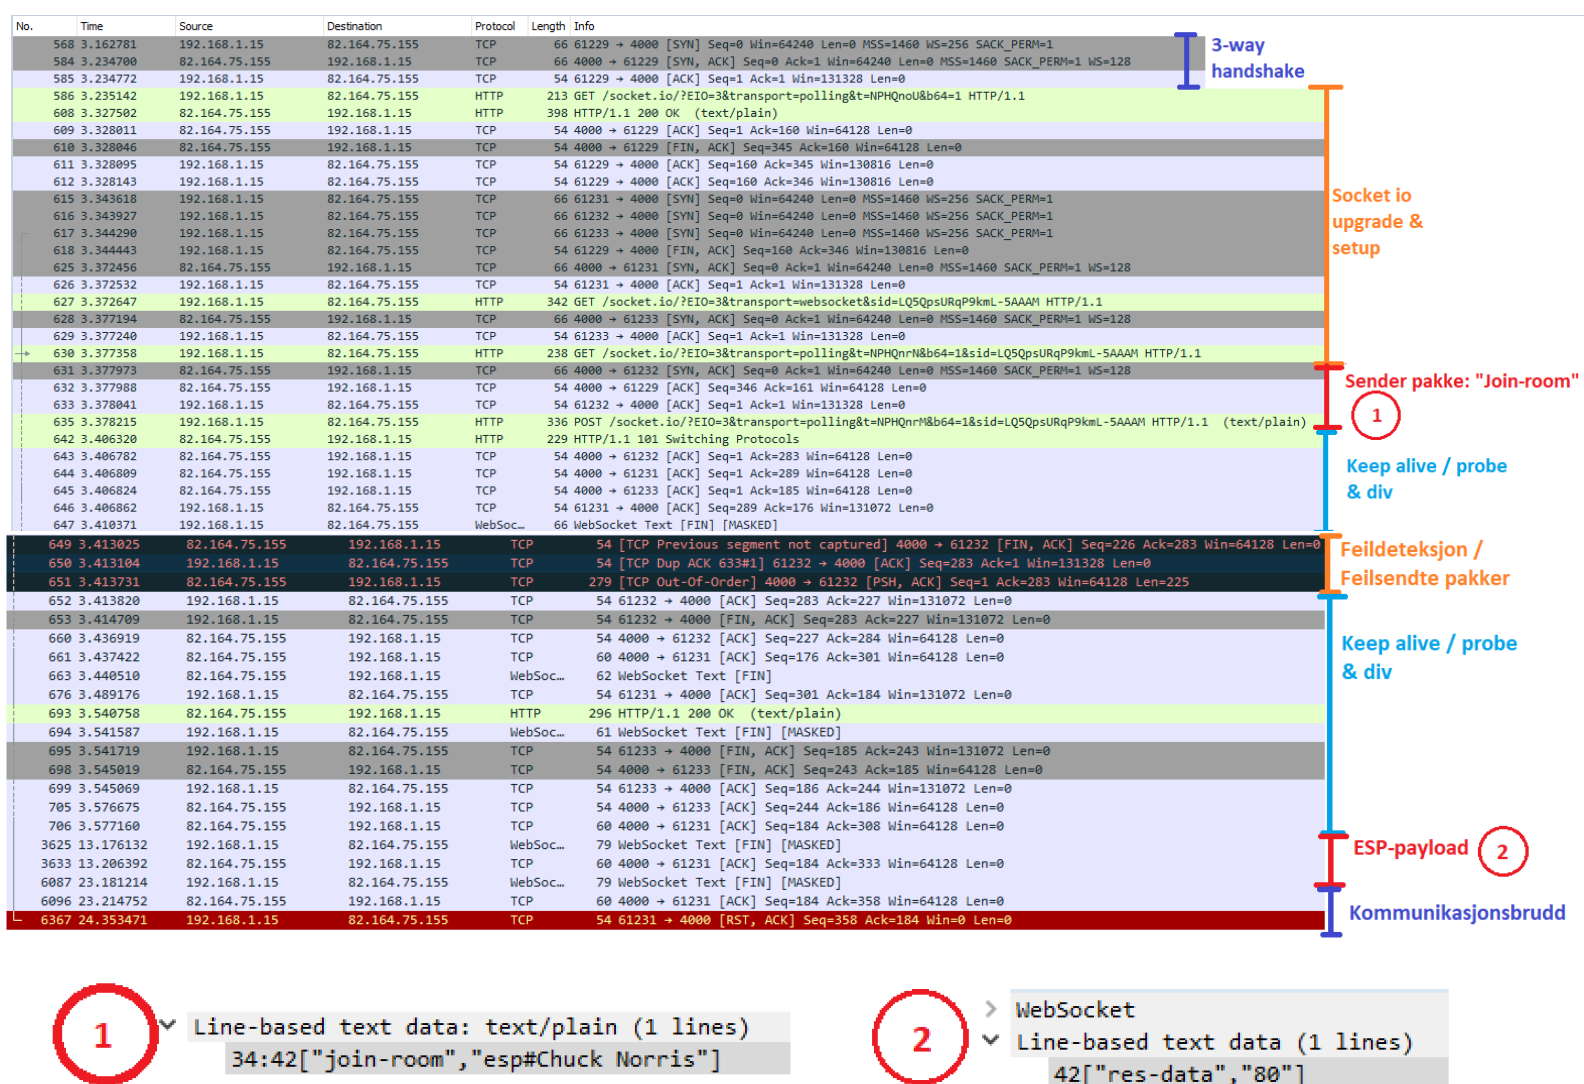 No. Time Source Destination Protocol Length Info
568 3.162781 192.168.1.15 82.164.75.155 TCP 66 61229 → 4000 [SYN] Seq=0 Win=64240 Len=0 MSS=1460 WS=256 SACK_PERM=1
584 3.234700 82.164.75.155 192.168.1.15 TCP 66 4000 → 61229 [SYN, ACK] Seq=0 Ack=1 Win=64240 Len=0 MSS=1460 SACK_PERM=1 WS=128
585 3.234772 192.168.1.15 82.164.75.155 TCP 54 61229 → 4000 [ACK] Seq=1 Ack=1 Win=131328 Len=0
3-way
handshake
586 3.235142 192.168.1.15 82.164.75.155 HTTP 213 GET /socket.io/?EIO=3&transport=polling&t=NPHQnoU&b64=1 HTTP/1.1
608 3.327502 82.164.75.155 192.168.1.15 HTTP 398 HTTP/1.1 200 OK (text/plain)
609 3.328011 82.164.75.155 192.168.1.15 TCP 54 4000 → 61229 [ACK] Seq=1 Ack=160 Win=64128 Len=0
610 3.328046 82.164.75.155 192.168.1.15 TCP 54 4000 → 61229 [FIN, ACK] Seq=345 Ack=160 Win=64128 Len=0
611 3.328095 192.168.1.15 82.164.75.155 TCP 54 61229 → 4000 [ACK] Seq=160 Ack=345 Win=130816 Len=0
612 3.328143 192.168.1.15 82.164.75.155 TCP 54 61229 → 4000 [ACK] Seq=160 Ack=346 Win=130816 Len=0
615 3.343618 192.168.1.15 82.164.75.155 TCP 66 61231 → 4000 [SYN] Seq=0 Win=64240 Len=0 MSS=1460 WS=256 SACK_PERM=1
616 3.343927 192.168.1.15 82.164.75.155 TCP 66 61232 → 4000 [SYN] Seq=0 Win=64240 Len=0 MSS=1460 WS=256 SACK_PERM=1
617 3.344290 192.168.1.15 82.164.75.155 TCP 66 61233 → 4000 [SYN] Seq=0 Win=64240 Len=0 MSS=1460 WS=256 SACK_PERM=1
618 3.344443 192.168.1.15 82.164.75.155 TCP 54 61229 → 4000 [FIN, ACK] Seq=160 Ack=346 Win=130816 Len=0
625 3.372456 82.164.75.155 192.168.1.15 TCP 66 4000 → 61231 [SYN, ACK] Seq=0 Ack=1 Win=64240 Len=0 MSS=1460 SACK_PERM=1 WS=128
626 3.372532 192.168.1.15 82.164.75.155 TCP 54 61231 → 4000 [ACK] Seq=1 Ack=1 Win=131328 Len=0
627 3.372647 192.168.1.15 82.164.75.155 HTTP 342 GET /socket.io/?EIO=3&transport=websocket&sid=LQ5QpsURqP9kmL-5AAAM HTTP/1.1
628 3.377194 82.164.75.155 192.168.1.15 TCP 66 4000 → 61233 [SYN, ACK] Seq=0 Ack=1 Win=64240 Len=0 MSS=1460 SACK_PERM=1 WS=128
629 3.377240 192.168.1.15 82.164.75.155 TCP 54 61233 → 4000 [ACK] Seq=1 Ack=1 Win=131328 Len=0
630 3.377358 192.168.1.15 82.164.75.155 HTTP 238 GET /socket.io/?EIO=3&transport=polling&t=NPHQnrN&b64=1&sid=LQ5QpsURqP9kmL-5AAAM HTTP/1.1
Socket io
upgrade &
setup
631 3.377973 82.164.75.155 192.168.1.15 TCP 66 4000 → 61232 [SYN, ACK] Seq=0 Ack=1 Win=64240 Len=0 MSS=1460 SACK_PERM=1 WS=128
632 3.377988 82.164.75.155 192.168.1.15 TCP 54 4000 → 61229 [ACK] Seq=346 Ack=161 Win=64128 Len=0
633 3.378041 192.168.1.15 82.164.75.155 TCP 54 61232 → 4000 [ACK] Seq=1 Ack=1 Win=131328 Len=0
635 3.378215 192.168.1.15 82.164.75.155 HTTP 336 POST /socket.io/?EIO=3&transport=polling&t=NPHQnrM&b64=1&sid=LQ5QpsURqP9kmL-5AAAM HTTP/1.1 (text/plain)
Sender pakke: "Join-room"
1
642 3.406320 82.164.75.155 192.168.1.15 HTTP 229 HTTP/1.1 101 Switching Protocols
643 3.406782 82.164.75.155 192.168.1.15 TCP 54 4000 → 61232 [ACK] Seq=1 Ack=283 Win=64128 Len=0
644 3.406809 82.164.75.155 192.168.1.15 TCP 54 4000 → 61231 [ACK] Seq=1 Ack=289 Win=64128 Len=0
645 3.406824 82.164.75.155 192.168.1.15 TCP 54 4000 → 61233 [ACK] Seq=1 Ack=185 Win=64128 Len=0
646 3.406862 192.168.1.15 82.164.75.155 TCP 54 61231 → 4000 [ACK] Seq=289 Ack=176 Win=131072 Len=0
647 3.410371 192.168.1.15 82.164.75.155 WebSoc… 66 WebSocket Text [FIN] [MASKED]
Keep alive / probe
& div
649 3.413025 82.164.75.155 192.168.1.15 TCP 54 [TCP Previous segment not captured] 4000 → 61232 [FIN, ACK] Seq=226 Ack=283 Win=64128 Len=0
650 3.413104 192.168.1.15 82.164.75.155 TCP 54 [TCP Dup ACK 633#1] 61232 → 4000 [ACK] Seq=283 Ack=1 Win=131328 Len=0
651 3.413731 82.164.75.155 192.168.1.15 TCP 279 [TCP Out-Of-Order] 4000 → 61232 [PSH, ACK] Seq=1 Ack=283 Win=64128 Len=225
Feildeteksjon /
Feilsendte pakker
652 3.413820 192.168.1.15 82.164.75.155 TCP 54 61232 → 4000 [ACK] Seq=283 Ack=227 Win=131072 Len=0
653 3.414709 192.168.1.15 82.164.75.155 TCP 54 61232 → 4000 [FIN, ACK] Seq=283 Ack=227 Win=131072 Len=0
660 3.436919 82.164.75.155 192.168.1.15 TCP 54 4000 → 61232 [ACK] Seq=227 Ack=284 Win=64128 Len=0
661 3.437422 82.164.75.155 192.168.1.15 TCP 60 4000 → 61231 [ACK] Seq=176 Ack=301 Win=64128 Len=0
663 3.440510 82.164.75.155 192.168.1.15 WebSoc… 62 WebSocket Text [FIN]
676 3.489176 192.168.1.15 82.164.75.155 TCP 54 61231 → 4000 [ACK] Seq=301 Ack=184 Win=131072 Len=0
693 3.540758 82.164.75.155 192.168.1.15 HTTP 296 HTTP/1.1 200 OK (text/plain)
694 3.541587 192.168.1.15 82.164.75.155 WebSoc… 61 WebSocket Text [FIN] [MASKED]
695 3.541719 192.168.1.15 82.164.75.155 TCP 54 61233 → 4000 [FIN, ACK] Seq=185 Ack=243 Win=131072 Len=0
698 3.545019 82.164.75.155 192.168.1.15 TCP 54 4000 → 61233 [FIN, ACK] Seq=243 Ack=185 Win=64128 Len=0
699 3.545069 192.168.1.15 82.164.75.155 TCP 54 61233 → 4000 [ACK] Seq=186 Ack=244 Win=131072 Len=0
705 3.576675 82.164.75.155 192.168.1.15 TCP 54 4000 → 61233 [ACK] Seq=244 Ack=186 Win=64128 Len=0
706 3.577160 82.164.75.155 192.168.1.15 TCP 60 4000 → 61231 [ACK] Seq=184 Ack=308 Win=64128 Len=0
Keep alive / probe
& div
3625 13.176132 192.168.1.15 82.164.75.155 WebSoc… 79 WebSocket Text [FIN] [MASKED]
3633 13.206392 82.164.75.155 192.168.1.15 TCP 60 4000 → 61231 [ACK] Seq=184 Ack=333 Win=64128 Len=0
6087 23.181214 192.168.1.15 82.164.75.155 WebSoc… 79 WebSocket Text [FIN] [MASKED]
ESP-payload 2
6096 23.214752 82.164.75.155 192.168.1.15 TCP 60 4000 → 61231 [ACK] Seq=184 Ack=358 Win=64128 Len=0
6367 24.353471 192.168.1.15 82.164.75.155 TCP 54 61231 → 4000 [RST, ACK] Seq=358 Ack=184 Win=0 Len=0
Kommunikasjonsbrudd
1
Line-based text data: text/plain (1 lines)
34:42["join-room","esp#Chuck Norris"]
2
WebSocket
Line-based text data (1 lines)
42["res-data","80"]